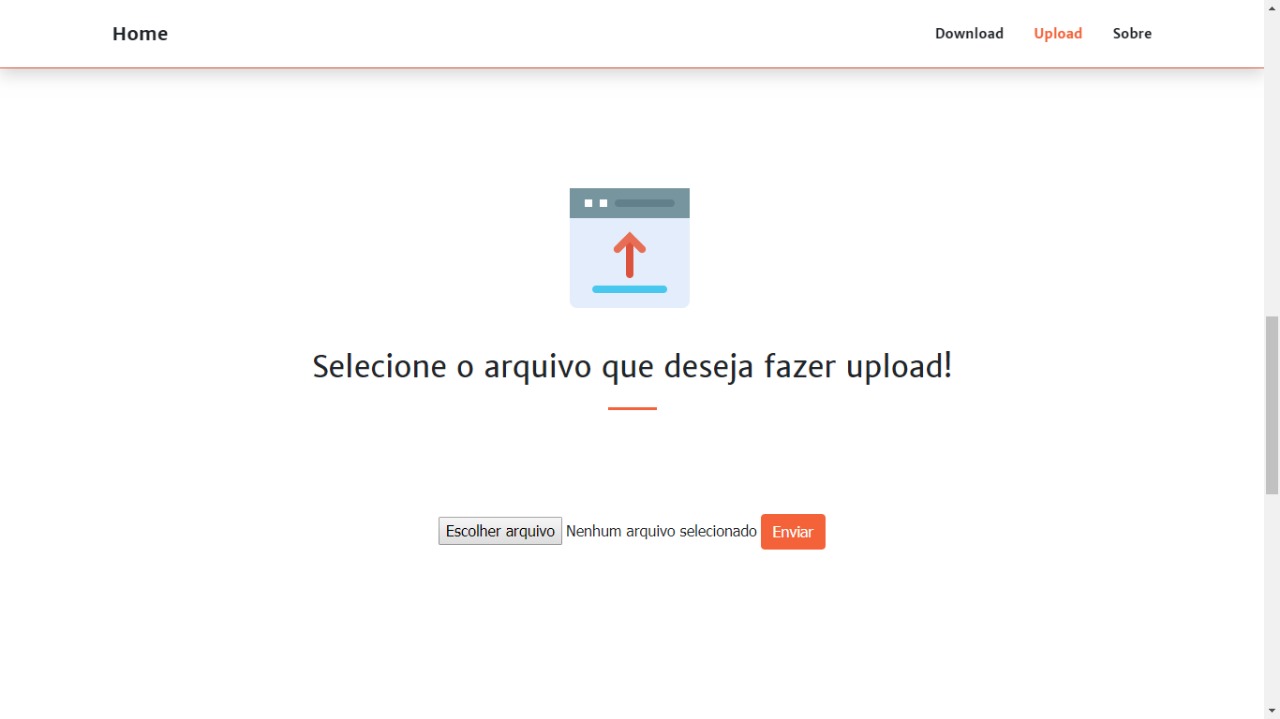 Home Download Upload Sobre
Selecione o arquivo que deseja fazer upload!
Escolher arquivo Nenhum arquivo selecionado Enviar